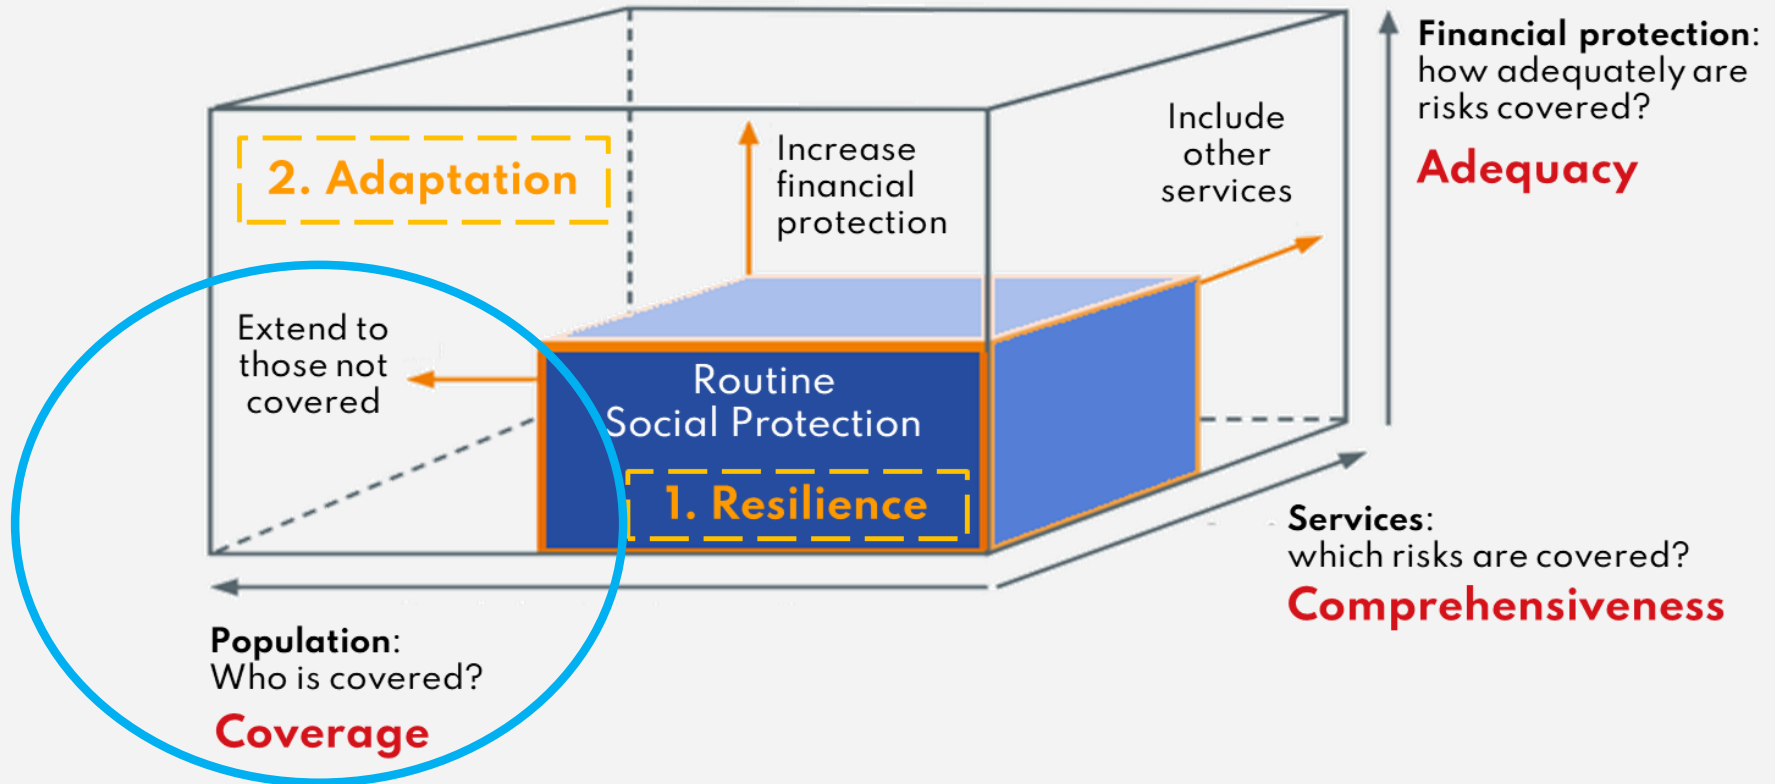 Financial protection:
how adequately are
risks covered?
Adequacy
Include
other
services
Increase
financial
protection
2. Adaptation
Extend to
those not
covered
Routine
Social Protection
1. Resilience
Services:
which risks are covered?
Comprehensiveness
Population:
Who is covered?
Coverage